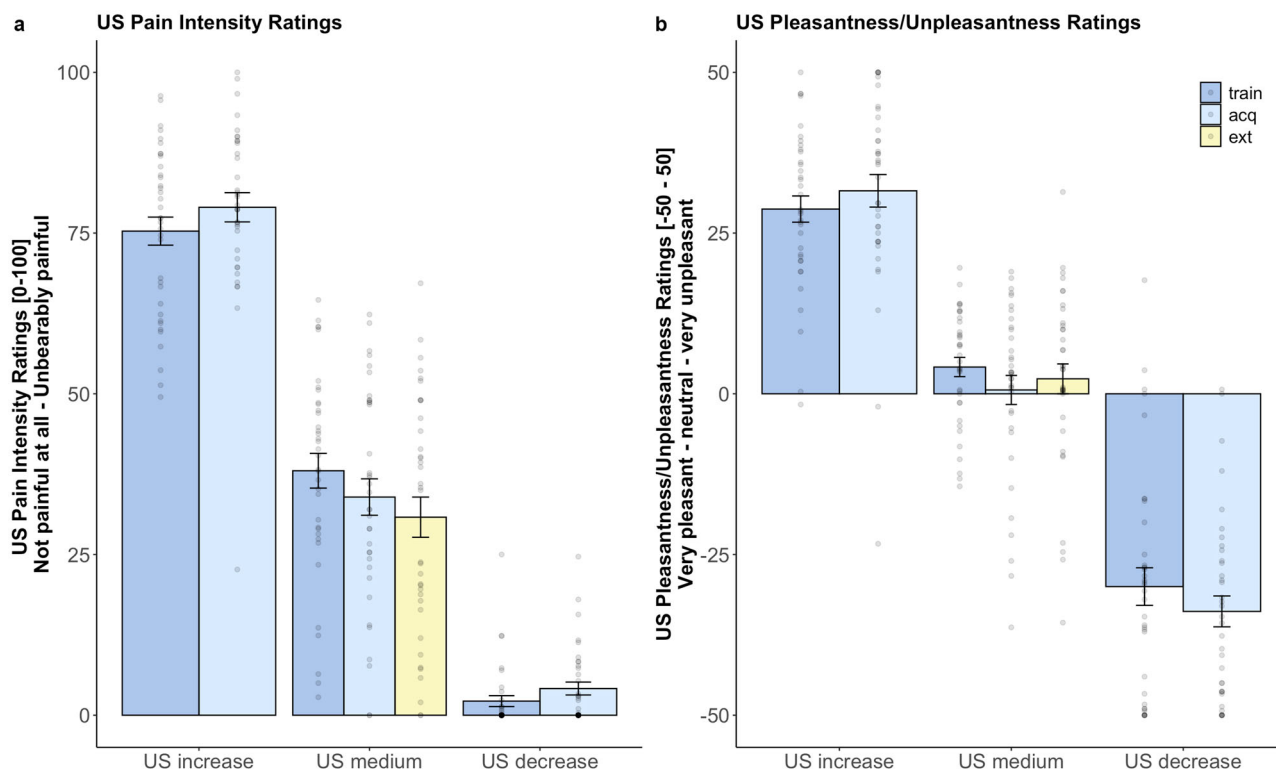 a
US Pain Intensity Ratings
US Pain Intensity Ratings [0-100]
Not painful at all - Unbearably painful
100
75
50
25
0
US increase
US medium
US decrease
b
US Pleasantness/Unpleasantness Ratings
US Pleasantness/Unpleasantness Ratings [-50 - 50]
Very pleasant - neutral - very unpleasant
50
25
0
-25
-50
US increase
US medium
US decrease
train
acq
ext